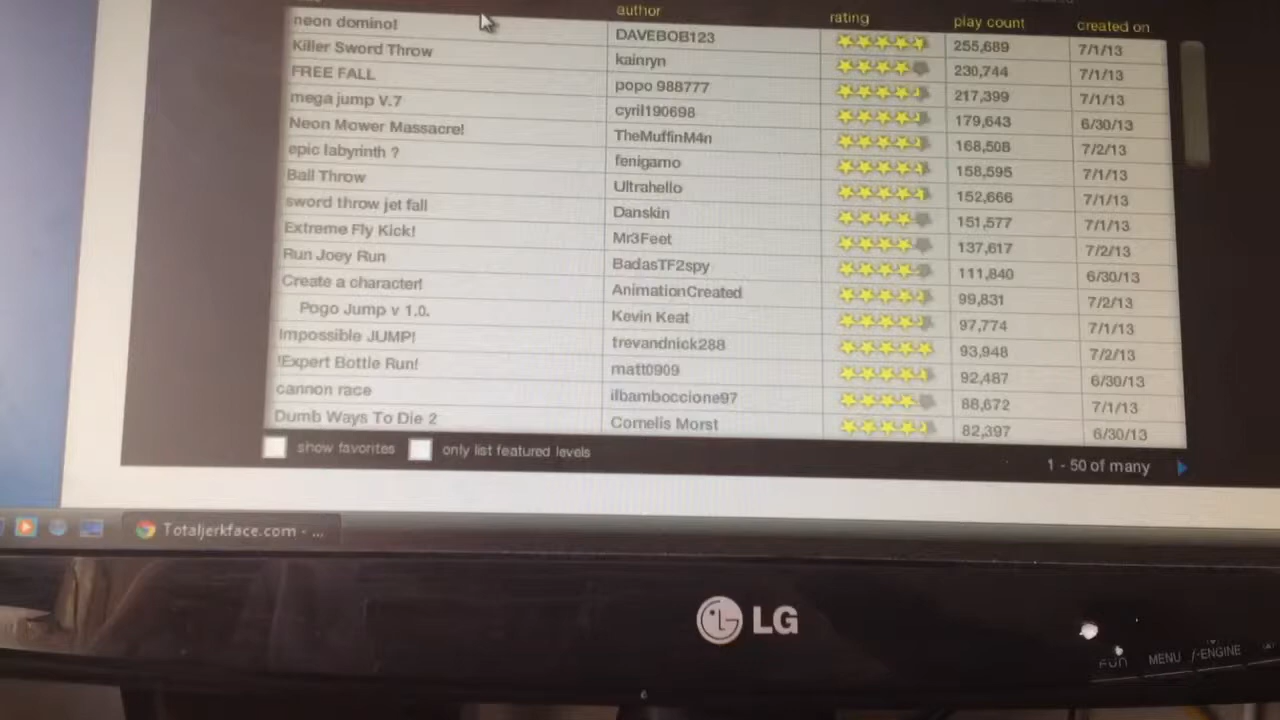 author rating play count created on
neon domino! DAVEBOB123 255,689 7/1/13
Killer Sword Throw kainryn 230,744 7/1/13
FREE FALL popo 988777 217,399 7/1/13
mega jump V.7 cyril190698 179,643 6/30/13
Neon Mower Massacre! TheMuffinM4n 168,508 7/2/13
epic labyrinth ? fenigamo 158,595 7/1/13
Ball Throw Ultrahello 152,666 7/1/13
sword throw jet fall Danskin 151,577 7/1/13
Extreme Fly Kick! Mr3Feet 137,617 7/2/13
Run Joey Run BadasTF2spy 111,840 6/30/13
Create a character! AnimationCreated 99,831 7/2/13
Pogo Jump v 1.0. Kevin Keat 97,774 7/1/13
Impossible JUMP! trevandnick288 93,948 7/2/13
!Expert Bottle Run! matt0909 92,487 6/30/13
cannon race ilbamboccione97 88,672 7/1/13
Dumb Ways To Die 2 Cornelis Morst 82,397 6/30/13
show favorites only list featured levels
1 - 50 of many
Totaljerkface.com - ...
LG
FUN MENU f-ENGINE